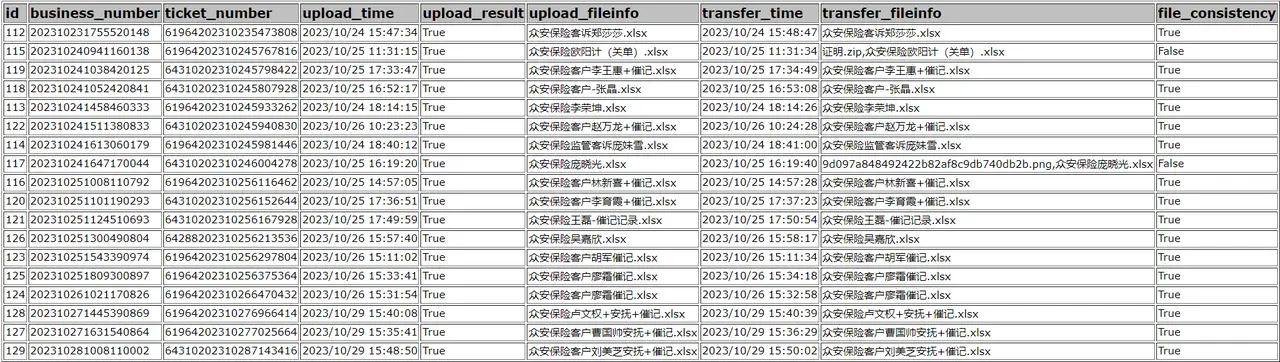 id business_number ticket_number upload_time upload_result upload_fileinfo transfer_time transfer_fileinfo file_consistency
112 202310231755520148 61964202310235473808 2023/10/24 15:47:34 True 众安保险客诉郑莎莎.xlsx 2023/10/24 15:48:47 众安保险客诉郑莎莎.xlsx True
115 202310240941160138 61964202310245767816 2023/10/25 11:31:15 True 众安保险欧阳计（关单）.xlsx 2023/10/25 11:31:34 证明.zip,众安保险欧阳计（关单）.xlsx False
119 202310241038420125 64310202310245798422 2023/10/25 17:33:47 True 众安保险客户李王惠+催记.xlsx 2023/10/25 17:34:49 众安保险客户李王惠+催记.xlsx True
118 202310241052420841 64310202310245807928 2023/10/25 16:52:17 True 众安保险客户-张晶.xlsx 2023/10/25 16:53:08 众安保险客户-张晶.xlsx True
113 202310241458460333 61964202310245933262 2023/10/24 18:14:15 True 众安保险李荣坤.xlsx 2023/10/24 18:14:26 众安保险李荣坤.xlsx True
122 202310241511380833 64310202310245940830 2023/10/26 10:23:23 True 众安保险客户赵万龙+催记.xlsx 2023/10/26 10:24:28 众安保险客户赵万龙+催记.xlsx True
114 202310241613060179 61964202310245981446 2023/10/24 18:40:12 True 众安保险监管客诉庞妹雪.xlsx 2023/10/24 18:41:00 众安保险监管客诉庞妹雪.xlsx True
117 202310241647170044 64310202310246004278 2023/10/25 16:19:20 True 众安保险庞晓光.xlsx 2023/10/25 16:19:40 9d097a848492422b82af8c9db740db2b.png,众安保险庞晓光.xlsx False
116 202310251008110792 61964202310256116462 2023/10/25 14:57:05 True 众安保险客户林新喜+催记.xlsx 2023/10/25 14:57:28 众安保险客户林新喜+催记.xlsx True
120 202310251101190293 64310202310256152644 2023/10/25 17:36:51 True 众安保险客户李育霞+催记.xlsx 2023/10/25 17:37:23 众安保险客户李育霞+催记.xlsx True
121 202310251124510693 64310202310256167928 2023/10/25 17:49:59 True 众安保险王磊-催记记录.xlsx 2023/10/25 17:50:54 众安保险王磊-催记记录.xlsx True
126 202310251300490804 64288202310256213536 2023/10/26 15:57:40 True 众安保险吴嘉欣.xlsx 2023/10/26 15:58:17 众安保险吴嘉欣.xlsx True
123 202310251543390974 64310202310256297804 2023/10/26 15:11:02 True 众安保险客户胡军催记.xlsx 2023/10/26 15:11:34 众安保险客户胡军催记.xlsx True
125 202310251809300897 61964202310256375364 2023/10/26 15:33:41 True 众安保险客户廖霜催记.xlsx 2023/10/26 15:34:18 众安保险客户廖霜催记.xlsx True
124 202310261021170826 61964202310266470432 2023/10/26 15:31:54 True 众安保险客户廖霜催记.xlsx 2023/10/26 15:32:58 众安保险客户廖霜催记.xlsx True
128 202310271445390869 61964202310276966414 2023/10/29 15:40:08 True 众安保险卢文权+安抚+催记.xlsx 2023/10/29 15:40:39 众安保险卢文权+安抚+催记.xlsx True
127 202310271631540864 61964202310277025664 2023/10/29 15:35:41 True 众安保险客户曹国帅安抚+催记.xlsx 2023/10/29 15:36:29 众安保险客户曹国帅安抚+催记.xlsx True
129 202310281008110002 64310202310287143416 2023/10/29 15:48:50 True 众安保险客户刘美芝安抚+催记.xlsx 2023/10/29 15:50:02 众安保险客户刘美芝安抚+催记.xlsx True